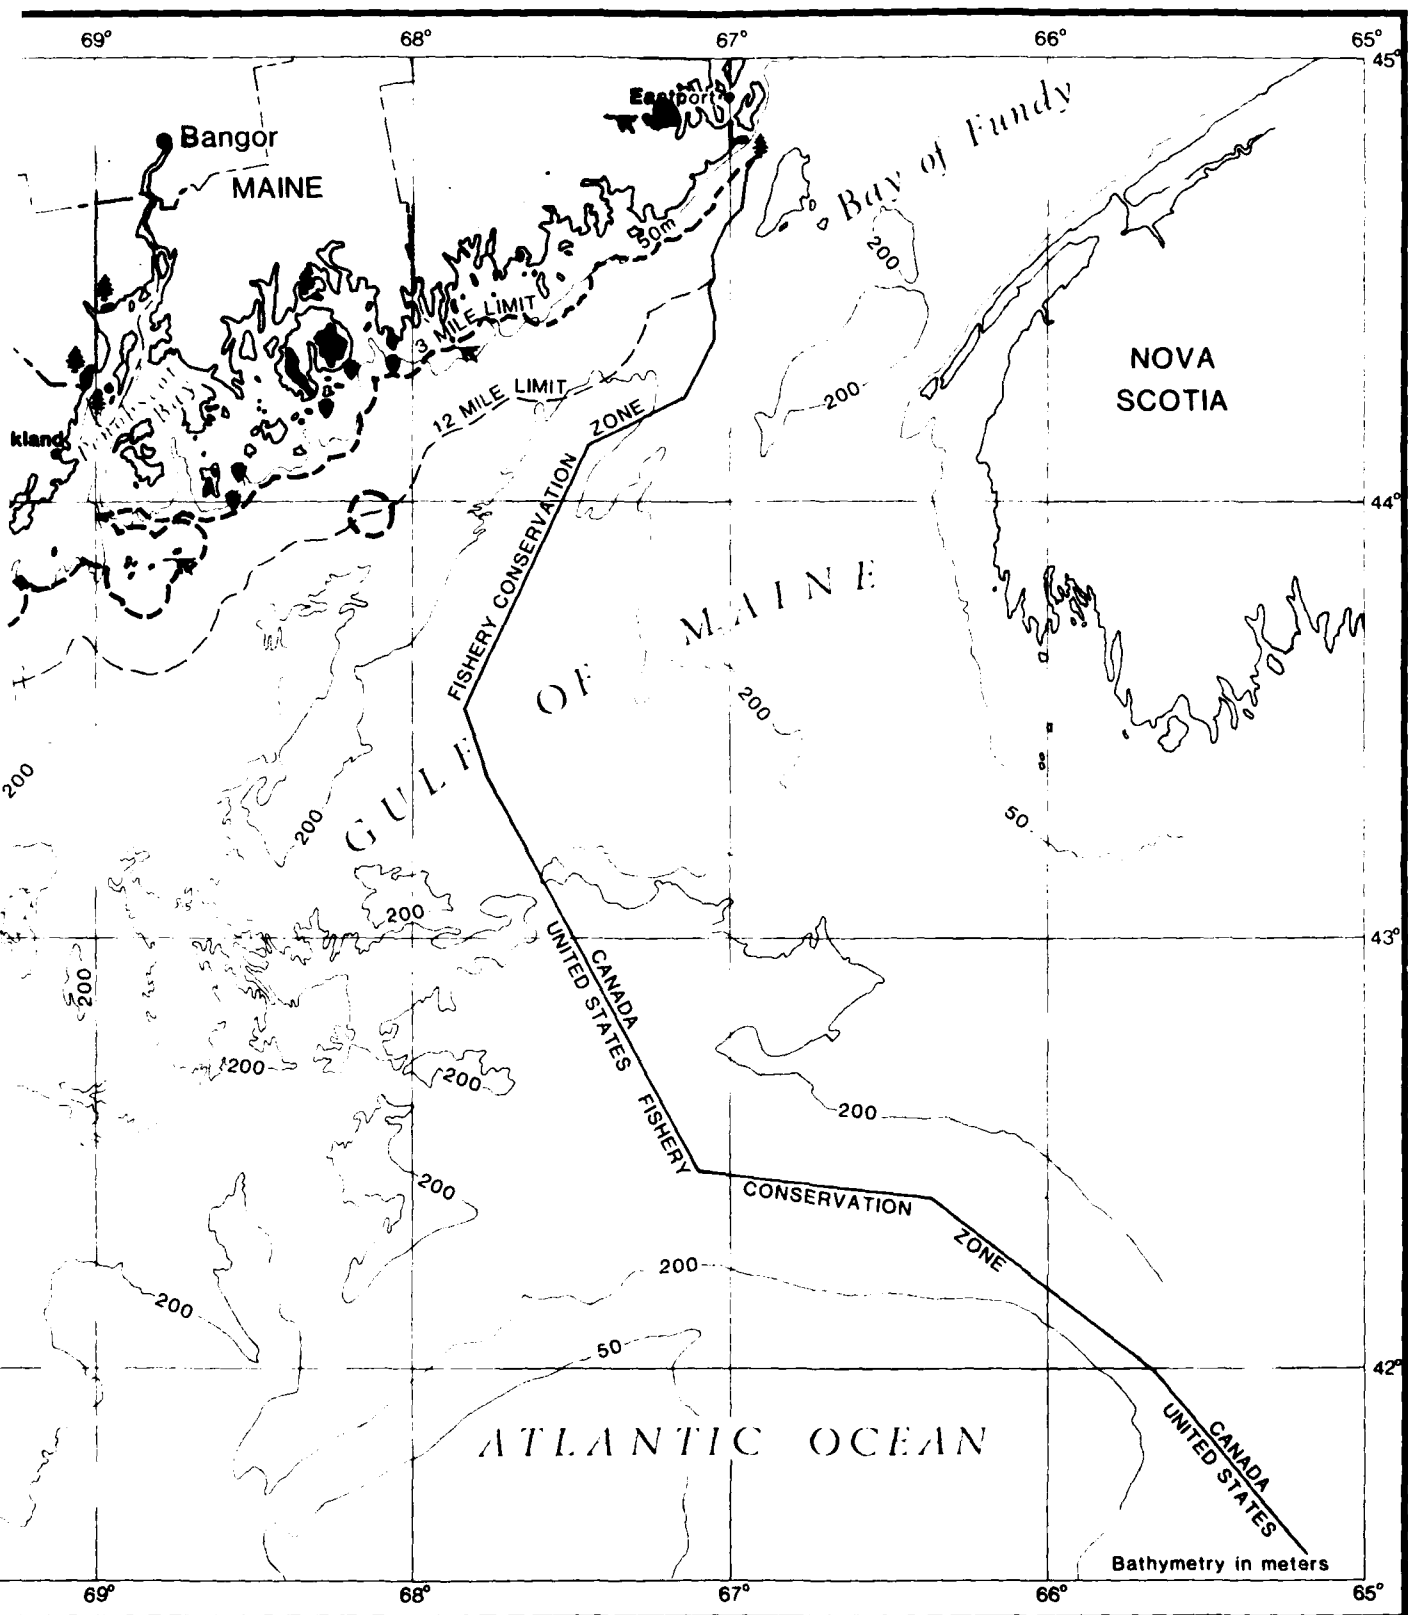 69° 68° 67° 66° 65°
45°
Eastport
Bay of Fundy
Bangor
MAINE
50m
200
3 MILE LIMIT
NOVA
SCOTIA
12 MILE LIMIT
200
ZONE
Penobscot
Bay
kland
44°
FISHERY CONSERVATION
GULF OF MAINE
200
200
200
50
200
43°
CANADA
UNITED STATES
200
200
200
200
FISHERY
200
CONSERVATION
ZONE
200
200
50
42°
ATLANTIC OCEAN
CANADA
UNITED STATES
Bathymetry in meters
69° 68° 67° 66° 65°